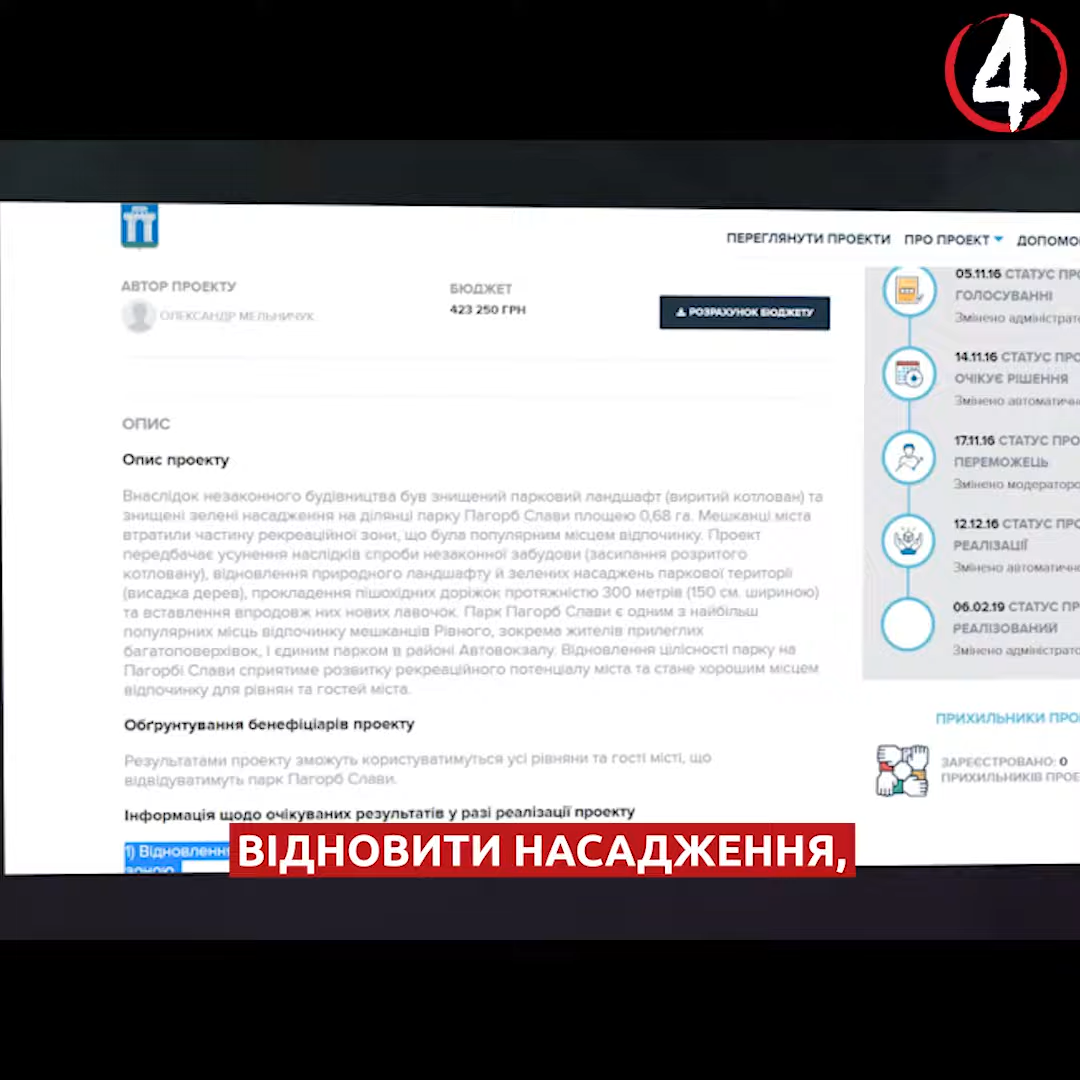 4
ПЕРЕГЛЯНУТИ ПРОЕКТИ ПРО ПРОЕКТ
АВТОР ПРОЕКТУ
ОЛЕКСАНДР МЕЛЬНИЧУК
БЮДЖЕТ
423 250 ГРН
РОЗРАХУНОК БЮДЖЕТУ
ОПИС
Опис проекту
Внаслідок незаконного будівництва був знищений парковий ландшафт (виритий котлован) та
знищені зелені насадження на ділянці парку Пагорб Слави площею 0,68 га. Мешканці міста
втратили частину рекреаційної зони, що була популярним місцем відпочинку. Проект
передбачає усунення наслідків спроби незаконної забудови (засипання розритого
котловану), відновлення природного ландшафту й зелених насаджень паркової території
(висадка дерев), прокладення пішохідних доріжок протяжністю 300 метрів (150 см. шириною)
та вставлення впродовж них нових лавочок. Парк Пагорб Слави є одним з найбільш
популярних місць відпочинку мешканців Рівного, зокрема жителів прилеглих
багатоповерхівок, і єдиним парком в районі Автовокзалу. Відновлення цілісності парку на
Пагорбі Слави сприятиме розвитку рекреаційного потенціалу міста та стане хорошим місцем
відпочинку для рівнян та гостей міста.
Обґрунтування бенефіціарів проекту
Результатами проекту зможуть користуватимуться усі рівняни та гості місті, що
відвідуватимуть парк Пагорб Слави.
Інформація щодо очікуваних результатів у разі реалізації проекту
1) Відновлення
зоною
05.11.16 СТАТУС
ГОЛОСУВАННІ
Змінено
14.11.16 СТАТУС
ОЧІКУЄ РІШЕННЯ
Змінено
17.11.16 СТАТУС
ПЕРЕМОЖЕЦЬ
Змінено
12.12.16 СТАТУС
РЕАЛІЗАЦІЇ
Змінено
06.02.19 СТАТУС
РЕАЛІЗОВАНИЙ
Змінено
ПРИХИЛЬНИКИ
ЗАРЕЄСТРОВАНО: 0
ПРИХИЛЬНИКІВ
ВІДНОВИТИ НАСАДЖЕННЯ,